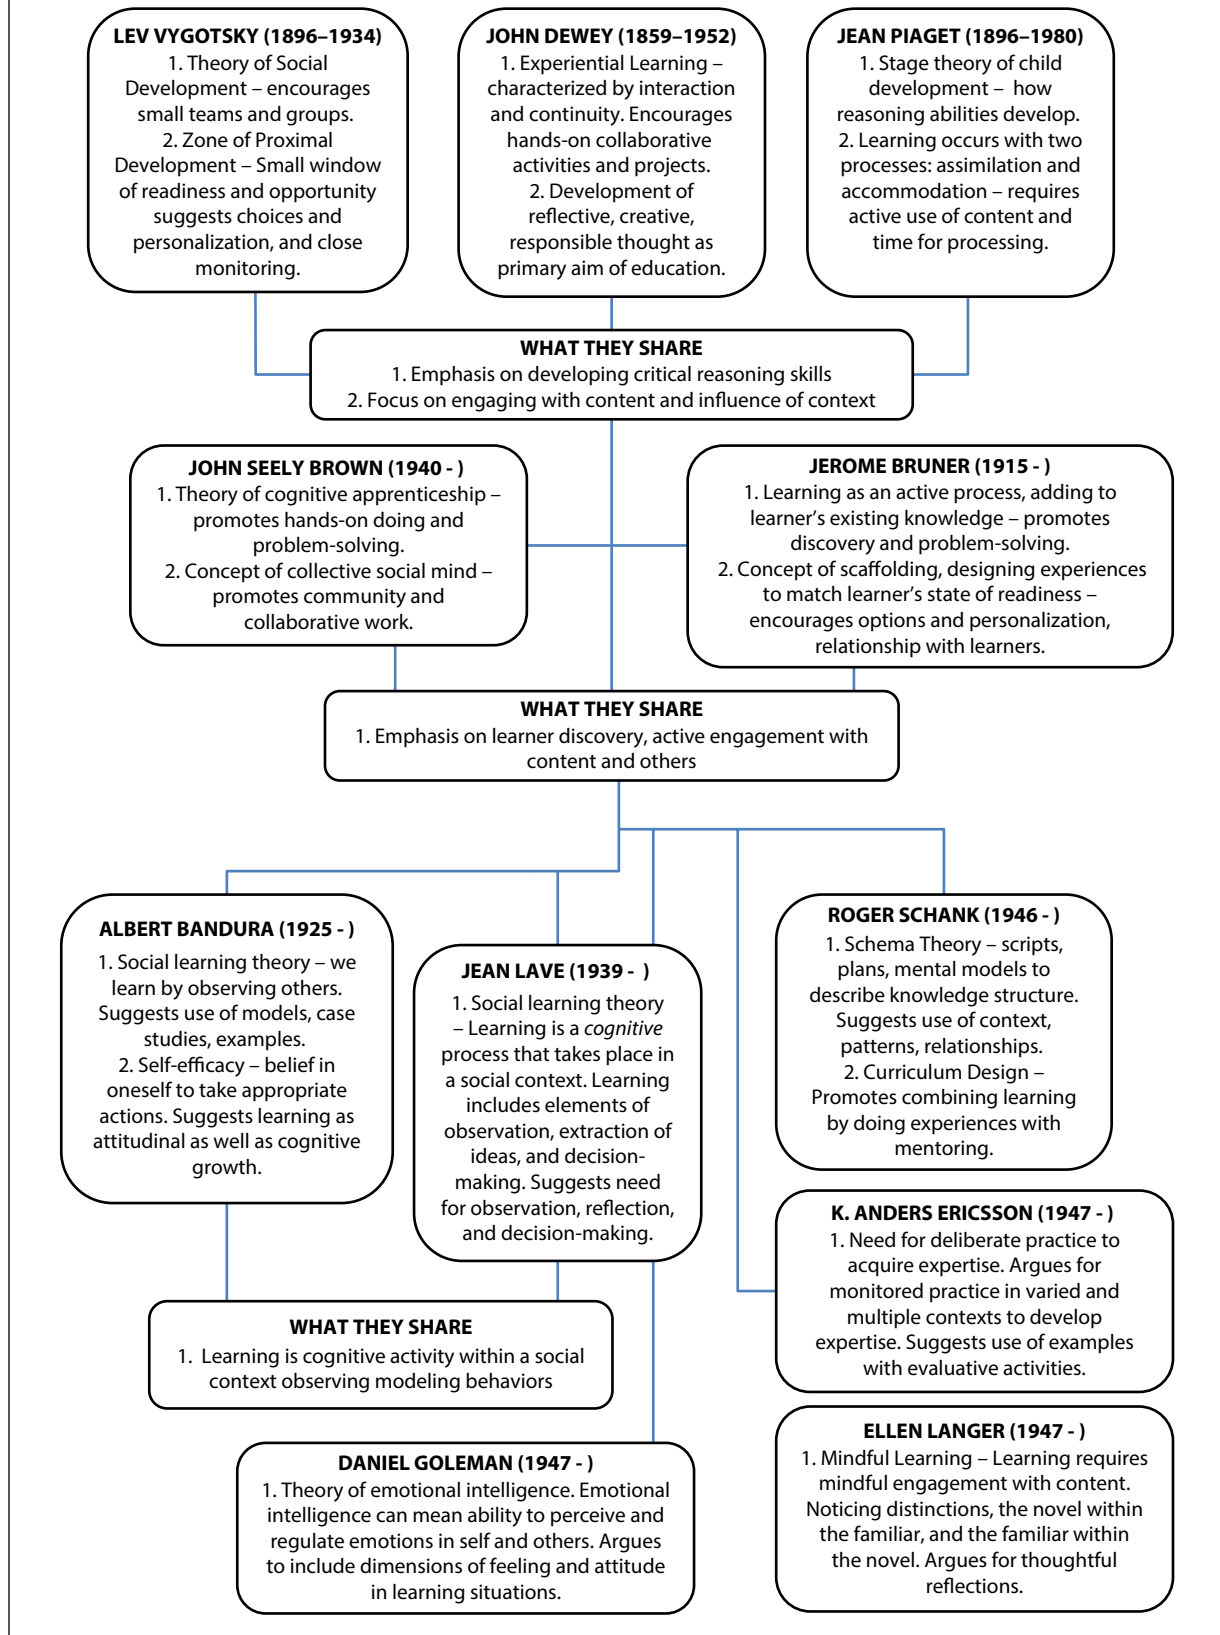 LEV VYGOTSKY (1896–1934)
1. Theory of Social
Development – encourages
small teams and groups.
2. Zone of Proximal
Development – Small window
of readiness and opportunity
suggests choices and
personalization, and close
monitoring.
JOHN DEWEY (1859–1952)
1. Experiential Learning –
characterized by interaction
and continuity. Encourages
hands-on collaborative
activities and projects.
2. Development of
reflective, creative,
responsible thought as
primary aim of education.
JEAN PIAGET (1896–1980)
1. Stage theory of child
development –  how
reasoning abilities develop.
2. Learning occurs with two
processes: assimilation and
accommodation – requires
active use of content and
time for processing.
WHAT THEY SHARE
1. Emphasis on developing critical reasoning skills
2. Focus on engaging with content and influence of context
JOHN SEELY BROWN (1940 - )
1. Theory of cognitive apprenticeship –
promotes hands-on doing and
problem-solving.
2. Concept of collective social mind –
promotes community and
collaborative work.
JEROME BRUNER (1915 - )
1. Learning as an active process, adding to
learner’s existing knowledge – promotes
discovery and problem-solving.
2. Concept of scaffolding, designing experiences
to match learner’s state of readiness –
encourages options and personalization,
relationship with learners.
WHAT THEY SHARE
1. Emphasis on learner discovery, active engagement with
content and others
ALBERT BANDURA (1925 - )
1. Social learning theory – we
learn by observing others.
Suggests use of models, case
studies, examples.
2. Self-efficacy – belief in
oneself to take appropriate
actions. Suggests learning as
attitudinal as well as cognitive
growth.
JEAN LAVE (1939 -  )
1. Social learning theory
– Learning is a cognitive
process that takes place in
a social context. Learning
includes elements of
observation, extraction of
ideas, and decision-
making. Suggests need
for observation, reflection,
and decision-making.
ROGER SCHANK (1946 - )
1. Schema Theory – scripts,
plans, mental models to
describe knowledge structure.
Suggests use of context,
patterns, relationships.
2. Curriculum Design –
Promotes combining learning
by doing experiences with
mentoring.
K. ANDERS ERICSSON (1947 - )
1. Need for deliberate practice to
acquire expertise. Argues for
monitored practice in varied and
multiple contexts to develop
expertise. Suggests use of examples
with evaluative activities.
WHAT THEY SHARE
1.  Learning is cognitive activity within a social
context observing modeling behaviors
ELLEN LANGER (1947 - )
1. Mindful Learning – Learning requires
mindful engagement with content.
Noticing distinctions, the novel within
the familiar, and the familiar within
the novel. Argues for thoughtful
reflections.
DANIEL GOLEMAN (1947 - )
1. Theory of emotional intelligence. Emotional
intelligence can mean ability to perceive and
regulate emotions in self and others. Argues
to include dimensions of feeling and attitude
in learning situations.